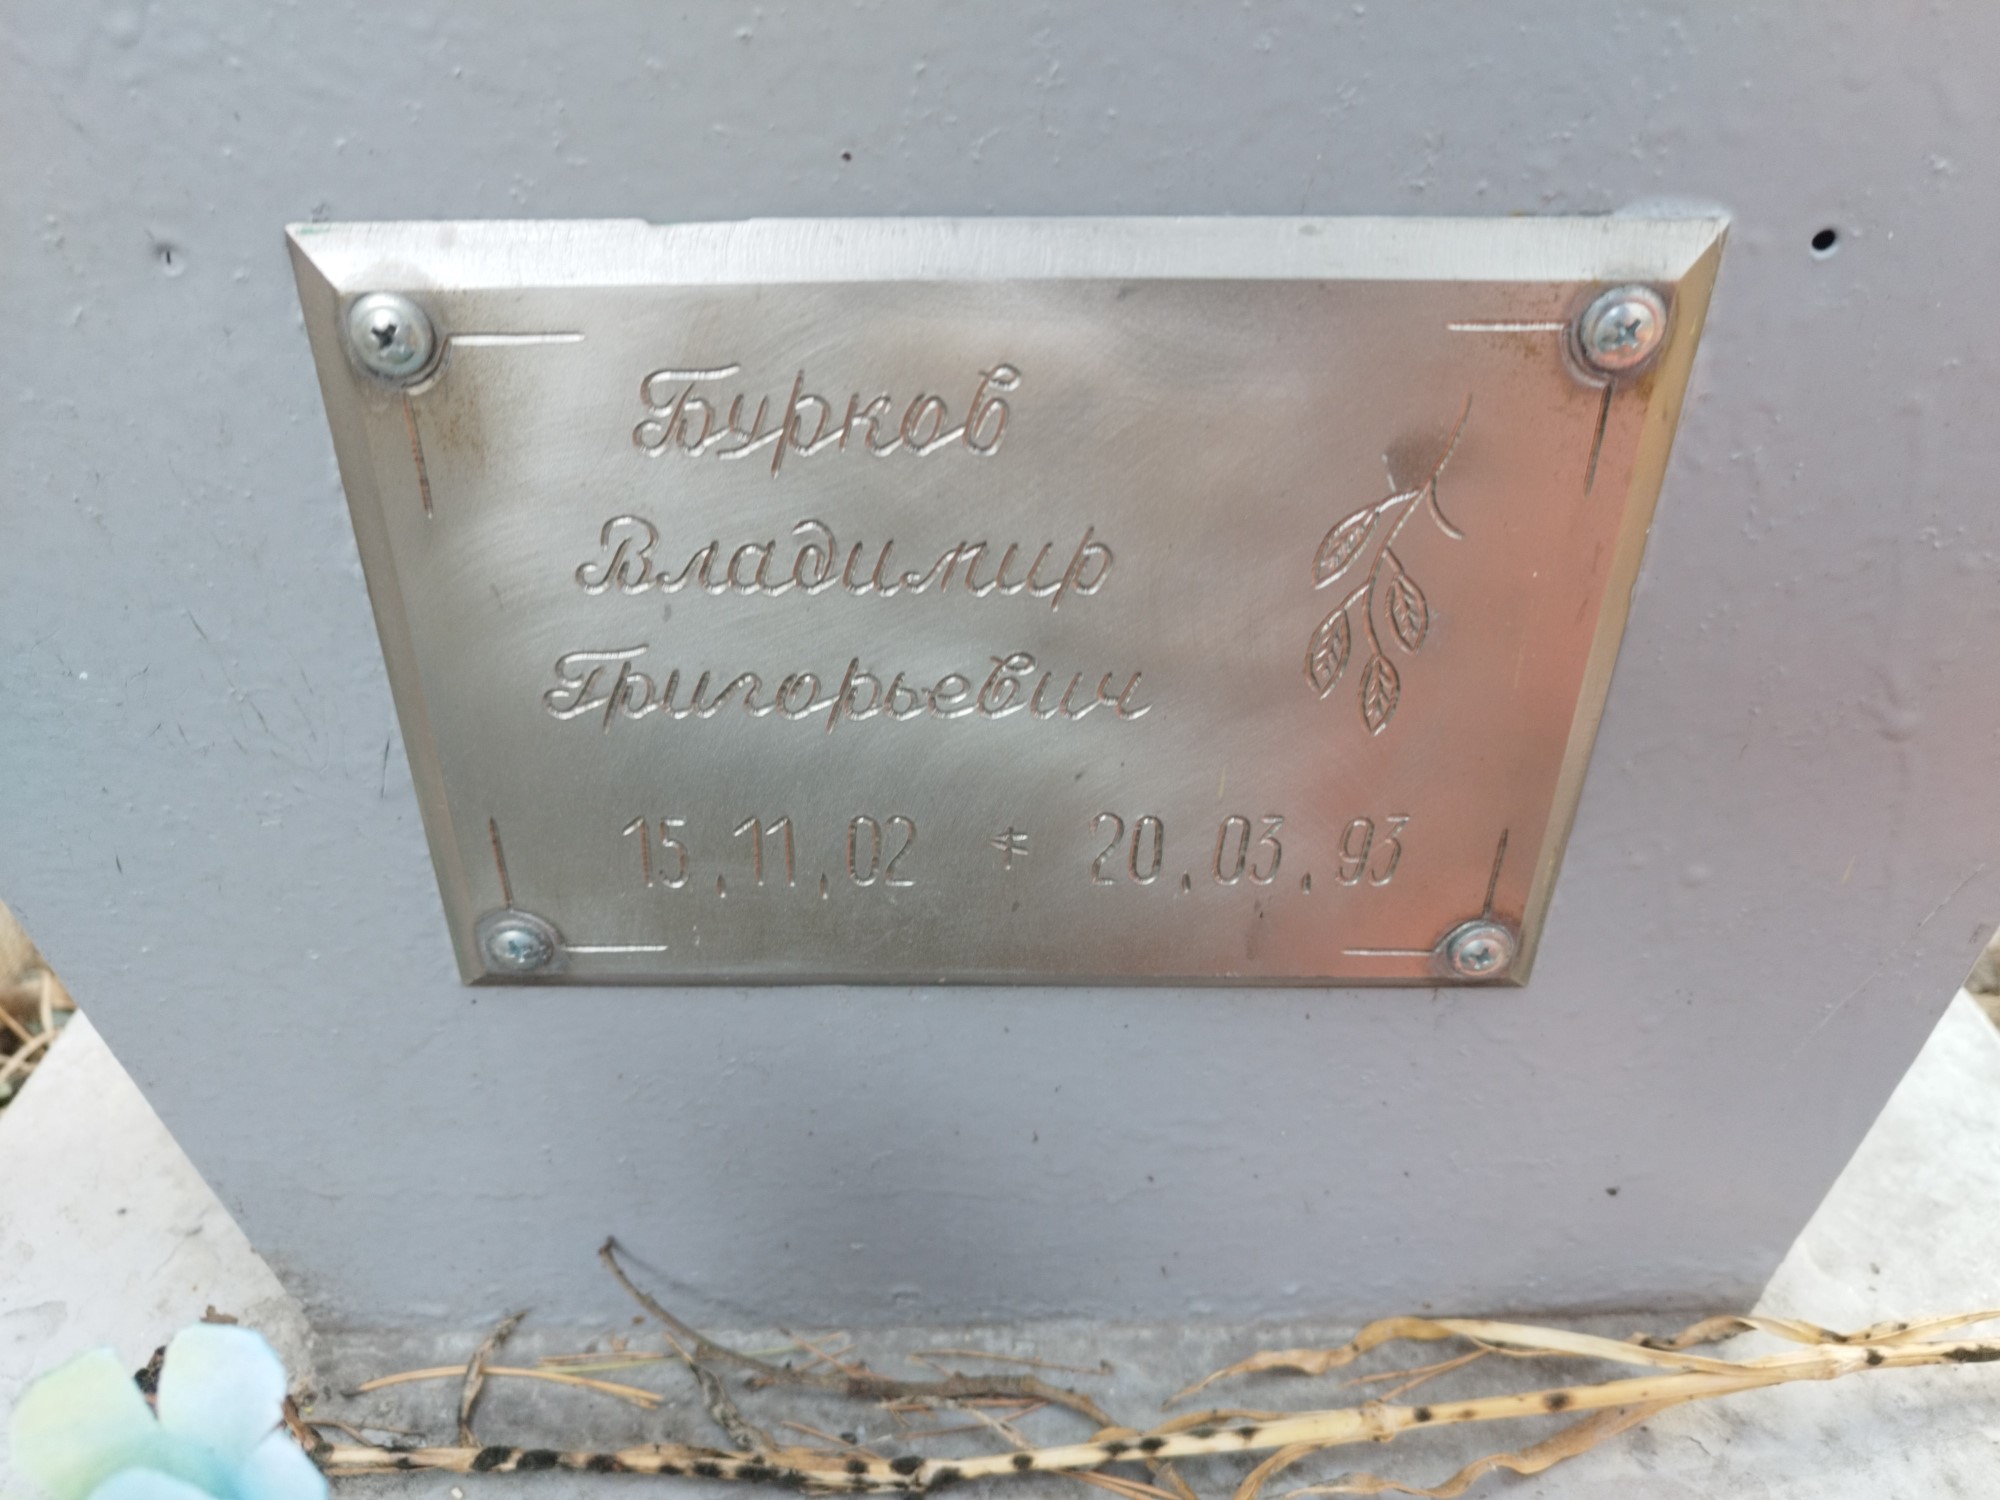 Бурков
Владимир
Григорьевич
15.11.02 + 20.03.93